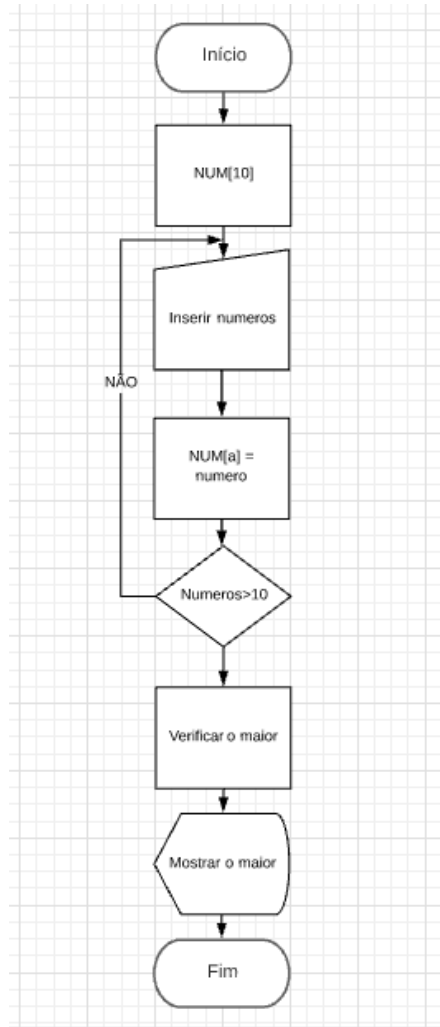 Início
NUM[10]
Inserir numeros
NÃO
NUM[a] =
numero
Numeros>10
Verificar o maior
Mostrar o maior
Fim